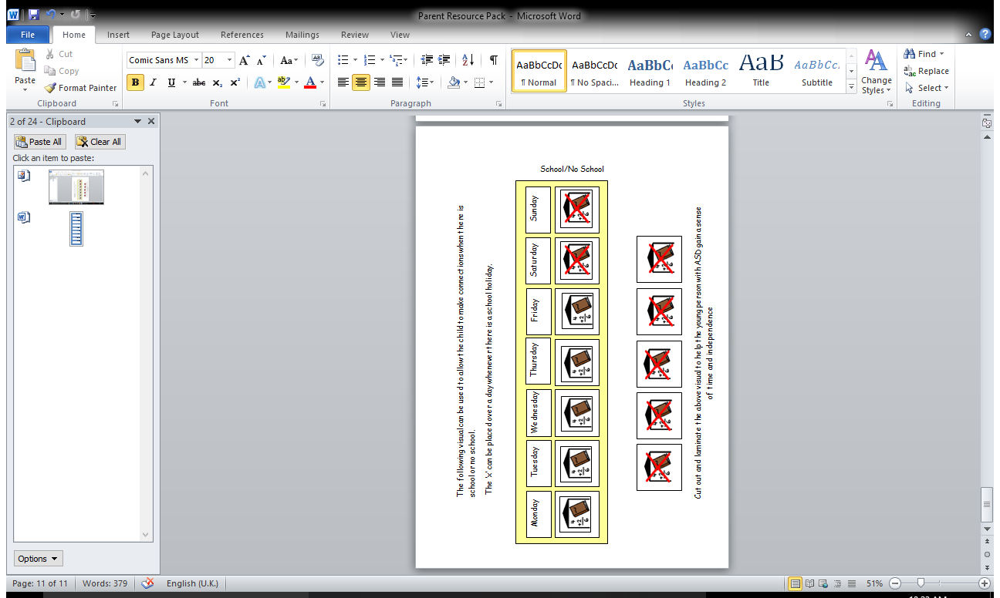 Parent Resource Pack - Microsoft Word
File Home Insert Page Layout References Mailings Review View
Paste
Cut
Copy
Format Painter
Clipboard
Comic Sans MS 20
Font
Paragraph
AaBbCcDc AaBbCcDc AaBbC AaBbCc AaB AaBbCc.
¶ Normal ¶ No Spaci... Heading 1 Heading 2 Title Subtitle
Change Styles
Styles
Find
Replace
Select
Editing
2 of 24 - Clipboard
Paste All Clear All
Click an item to paste:
Options
School/No School
The following visual can be used to allow the child to make connections when there is
school or no school.
The 'x' can be placed over a day whenever there is a school holiday.
Monday
Tuesday
Wednesday
Thursday
Friday
Saturday
Sunday
Cut out and laminate the above visual to help the young person with ASD gain a sense
of time and independence
Page: 11 of 11 Words: 379 English (U.K.) 51%